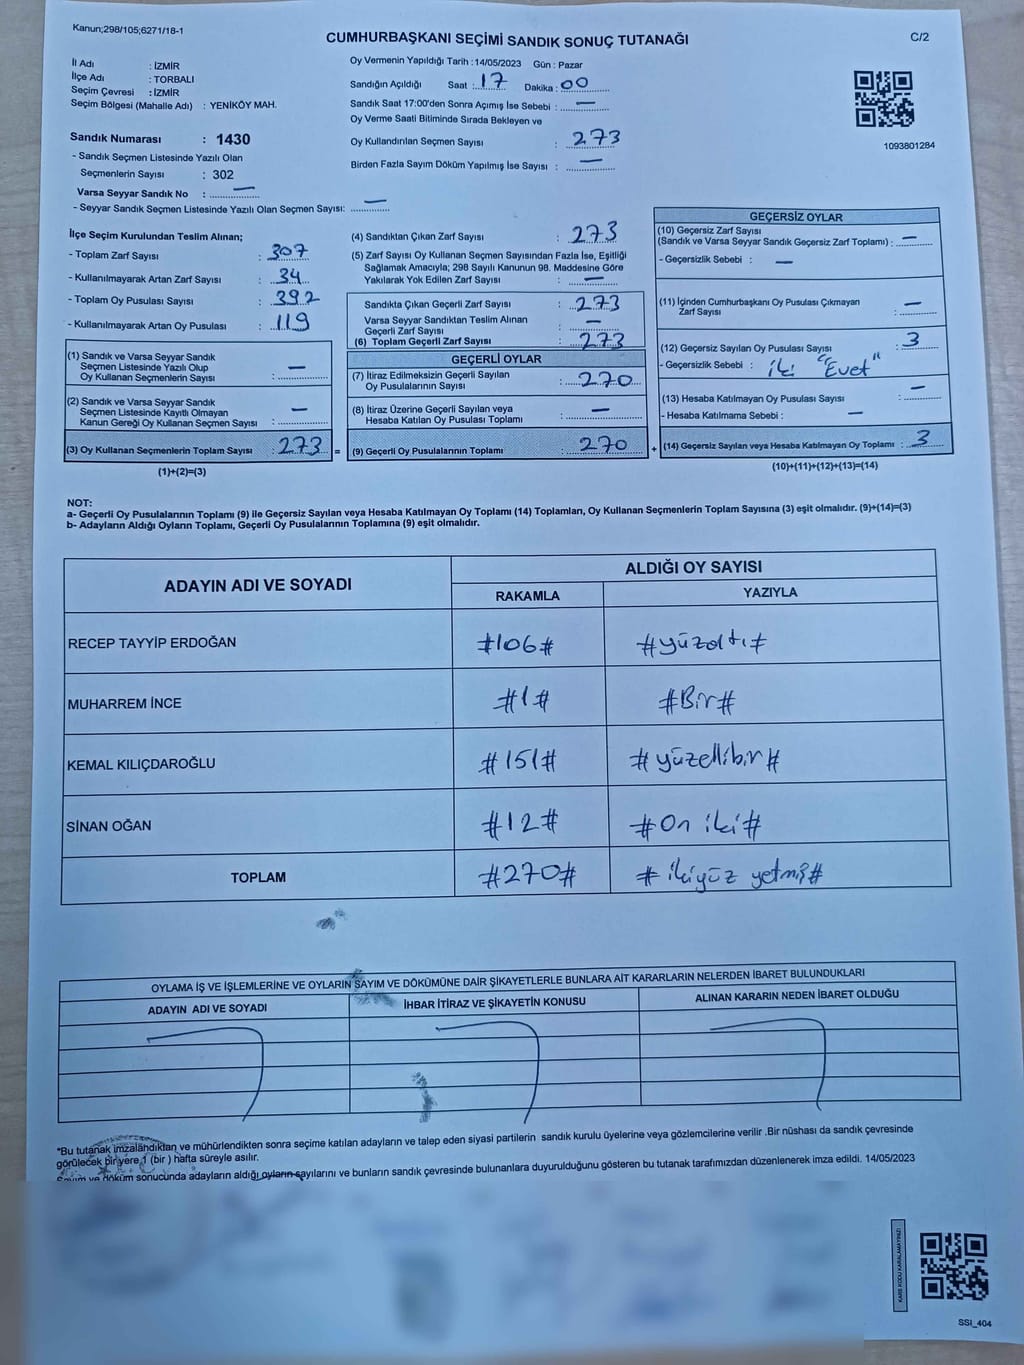 Kanun;298/105;6271/18-1
CUMHURBAŞKANI SEÇİMİ SANDIK SONUÇ TUTANAĞI
C/2
İl Adı : İZMİR
İlçe Adı : TORBALI
Seçim Çevresi : İZMİR
Seçim Bölgesi (Mahalle Adı) : YENİKÖY MAH.
Sandık Numarası : 1430
- Sandık Seçmen Listesinde Yazılı Olan
Seçmenlerin Sayısı : 302
Varsa Seyyar Sandık No : —
- Seyyar Sandık Seçmen Listesinde Yazılı Olan Seçmen Sayısı: —
Oy Vermenin Yapıldığı Tarih : 14/05/2023 Gün : Pazar
Sandığın Açıldığı Saat : 17 Dakika : 00
Sandık Saat 17:00'den Sonra Açımış İse Sebebi : —
Oy Verme Saati Bitiminde Sırada Bekleyen ve
Oy Kullandırılan Seçmen Sayısı : 273
Birden Fazla Sayım Döküm Yapılmış İse Sayısı : —
1093801284
İlçe Seçim Kurulundan Teslim Alınan;
- Toplam Zarf Sayısı : 307
- Kullanılmayarak Artan Zarf Sayısı : 34
- Toplam Oy Pusulası Sayısı : 392
- Kullanılmayarak Artan Oy Pusulası : 119
(1) Sandık ve Varsa Seyyar Sandık
Seçmen Listesinde Yazılı Olup
Oy Kullanan Seçmenlerin Sayısı : —
(2) Sandık ve Varsa Seyyar Sandık
Seçmen Listesinde Kayıtlı Olmayan
Kanun Gereği Oy Kullanan Seçmen Sayısı : —
(3) Oy Kullanan Seçmenlerin Toplam Sayısı : 273 =
(1)+(2)=(3)
(4) Sandıktan Çıkan Zarf Sayısı : 273
(5) Zarf Sayısı Oy Kullanan Seçmen Sayısından Fazla İse, Eşitliği
Sağlamak Amacıyla; 298 Sayılı Kanunun 98. Maddesine Göre
Yakılarak Yok Edilen Zarf Sayısı : —
Sandıkta Çıkan Geçerli Zarf Sayısı : 273
Varsa Seyyar Sandıktan Teslim Alınan
Geçerli Zarf Sayısı : —
(6) Toplam Geçerli Zarf Sayısı : 273
GEÇERLİ OYLAR
(7) İtiraz Edilmeksizin Geçerli Sayılan
Oy Pusulalarının Sayısı : 270
(8) İtiraz Üzerine Geçerli Sayılan veya
Hesaba Katılan Oy Pusulası Toplamı : —
(9) Geçerli Oy Pusulalarının Toplamı : 270 +
GEÇERSİZ OYLAR
(10) Geçersiz Zarf Sayısı
(Sandık ve Varsa Seyyar Sandık Geçersiz Zarf Toplamı) : —
- Geçersizlik Sebebi : —
(11) İçinden Cumhurbaşkanı Oy Pusulası Çıkmayan
Zarf Sayısı : —
(12) Geçersiz Sayılan Oy Pusulası Sayısı : 3
- Geçersizlik Sebebi : iki "Evet"
(13) Hesaba Katılmayan Oy Pusulası Sayısı : —
- Hesaba Katılmama Sebebi : —
(14) Geçersiz Sayılan veya Hesaba Katılmayan Oy Toplamı : 3
(10)+(11)+(12)+(13)=(14)
NOT:
a- Geçerli Oy Pusulalarının Toplamı (9) ile Geçersiz Sayılan veya Hesaba Katılmayan Oy Toplamı (14) Toplamları, Oy Kullanan Seçmenlerin Toplam Sayısına (3) eşit olmalıdır. (9)+(14)=(3)
b- Adayların Aldığı Oyların Toplamı, Geçerli Oy Pusulalarının Toplamına (9) eşit olmalıdır.
ADAYIN ADI VE SOYADI
ALDIĞI OY SAYISI
RAKAMLA YAZIYLA
RECEP TAYYİP ERDOĞAN #106# #yüzaltı#
MUHARREM İNCE #1# #Bir#
KEMAL KILIÇDAROĞLU #151# #yüzellibir#
SİNAN OĞAN #12# #On iki#
TOPLAM #270# #ikiyüz yetmiş#
OYLAMA İŞ VE İŞLEMLERİNE VE OYLARIN SAYIM VE DÖKÜMÜNE DAİR ŞİKAYETLERLE BUNLARA AİT KARARLARIN NELERDEN İBARET BULUNDUKLARI
ADAYIN ADI VE SOYADI İHBAR İTİRAZ VE ŞİKAYETİN KONUSU ALINAN KARARIN NEDEN İBARET OLDUĞU
*Bu tutanak imzalandıktan ve mühürlendikten sonra seçime katılan adayların ve talep eden siyasi partilerin sandık kurulu üyelerine veya gözlemcilerine verilir .Bir nüshası da sandık çevresinde
görülecek bir yere 1 (bir ) hafta süreyle asılır.
Sayım ve döküm sonucunda adayların aldığı oyların sayılarını ve bunların sandık çevresinde bulunanlara duyurulduğunu gösteren bu tutanak tarafımızdan düzenlenerek imza edildi. 14/05/2023
KARE KODU KARALAMAYINIZ!
SSI_404